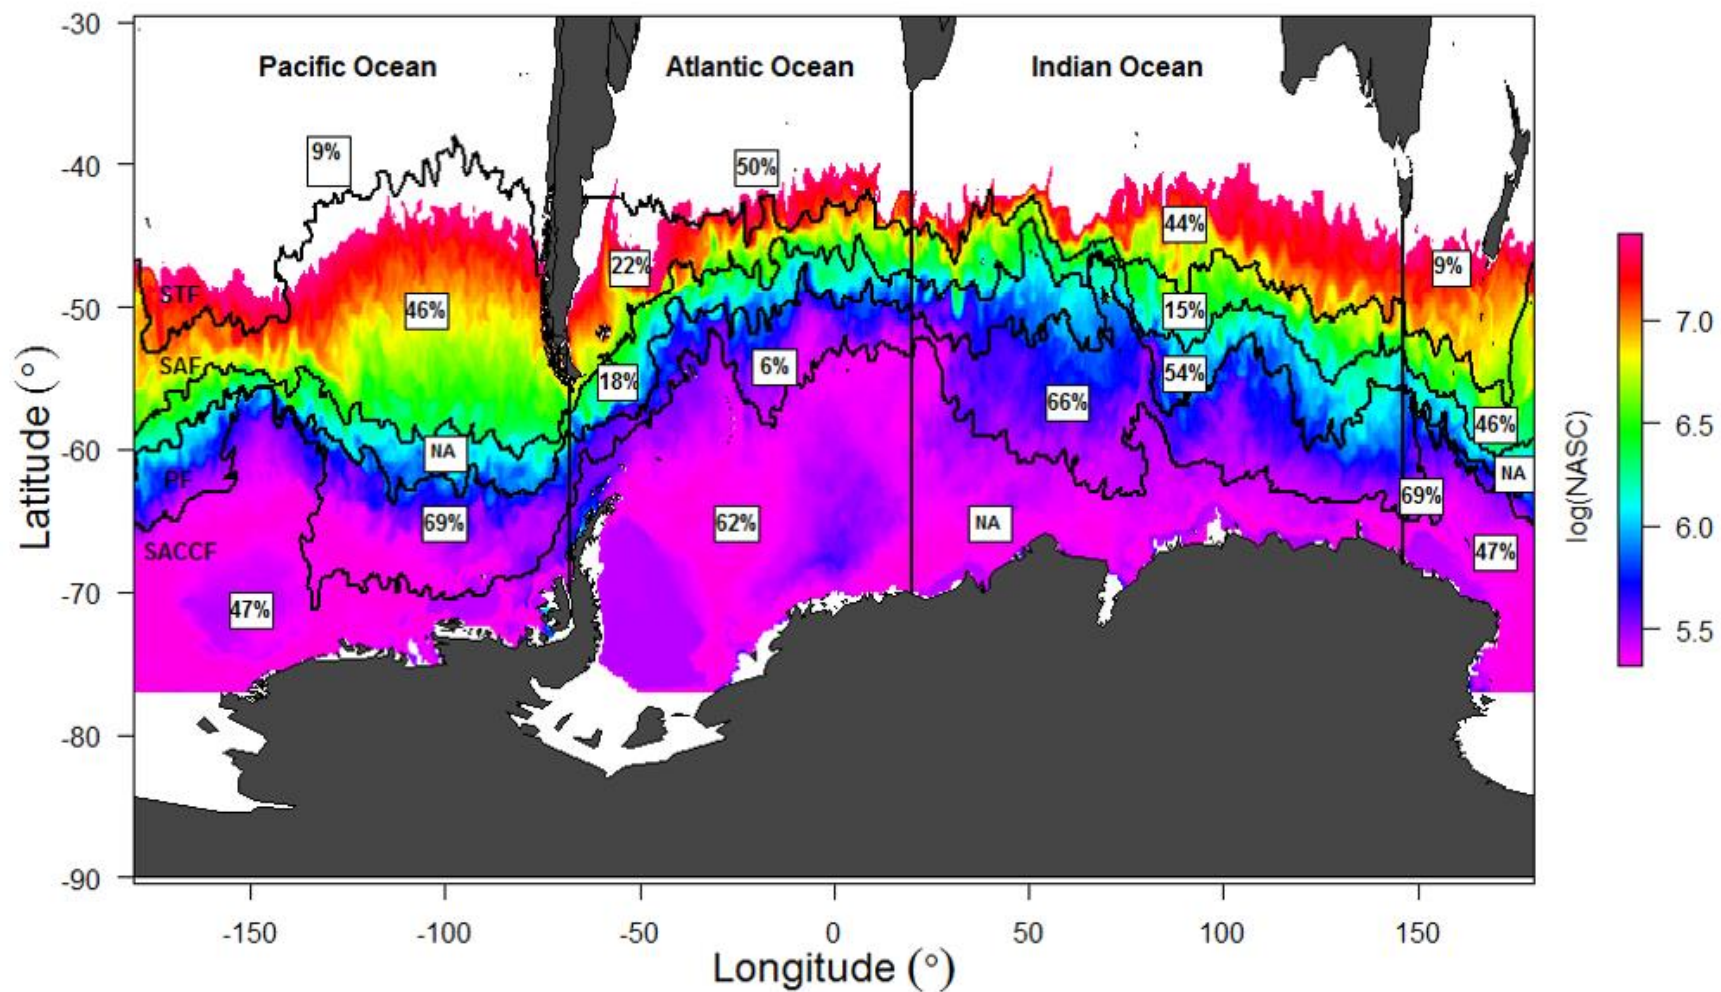 -30
Pacific Ocean
Atlantic Ocean
Indian Ocean
9%
-40
50%
44%
22%
9%
STF
46%
-50
15%
7.0
SAF
6%
54%
18%
66%
46%
6.5
-60
NA
NA
PF
69%
69%
62%
NA
6.0
SACCF
47%
-70
47%
5.5
-80
-90
Latitude (°)
log(NASC)
-150
-100
-50
0
50
100
150
Longitude (°)